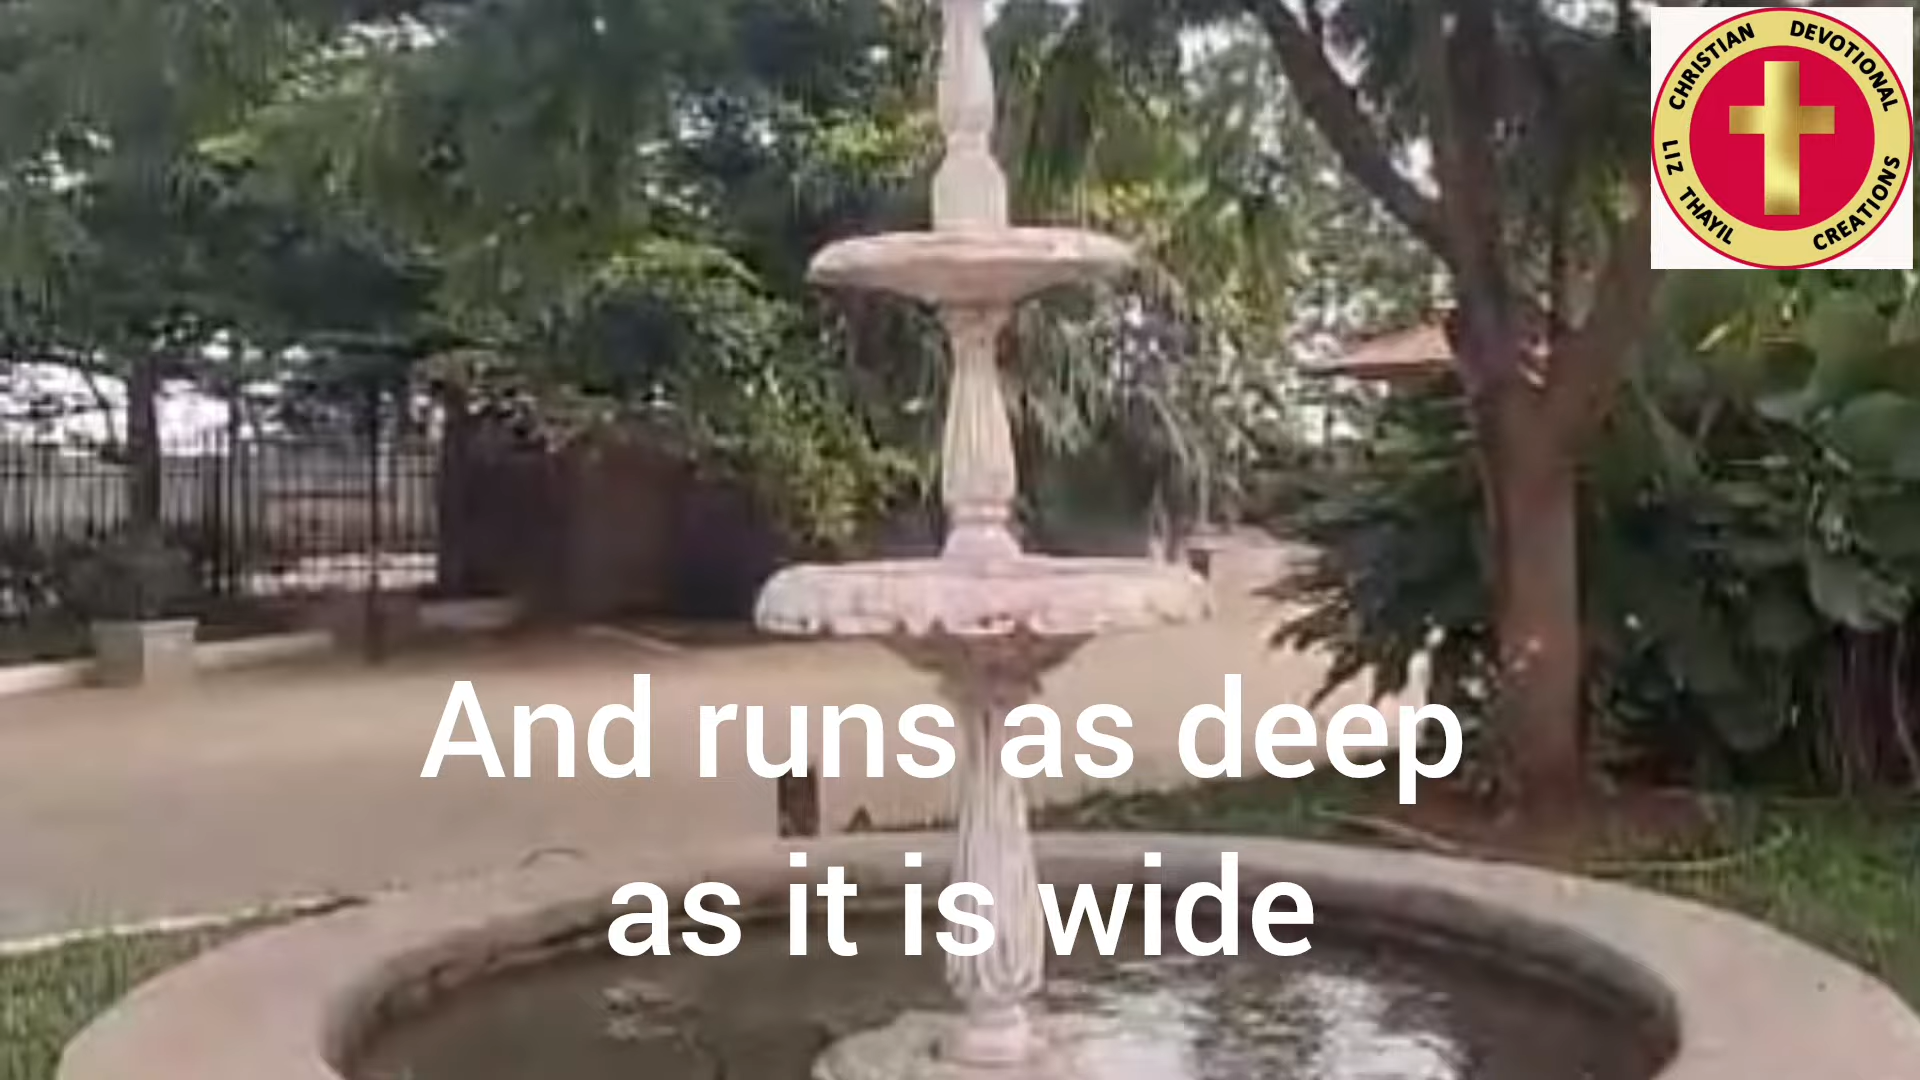 CHRISTIAN DEVOTIONAL
LIZ THAYIL CREATIONS
And runs as deep
as it is wide